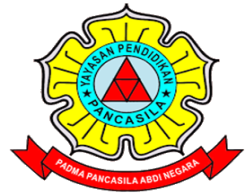 YAYASAN PENDIDIKAN
PANCASILA
PADMA PANCASILA ABDI NEGARA